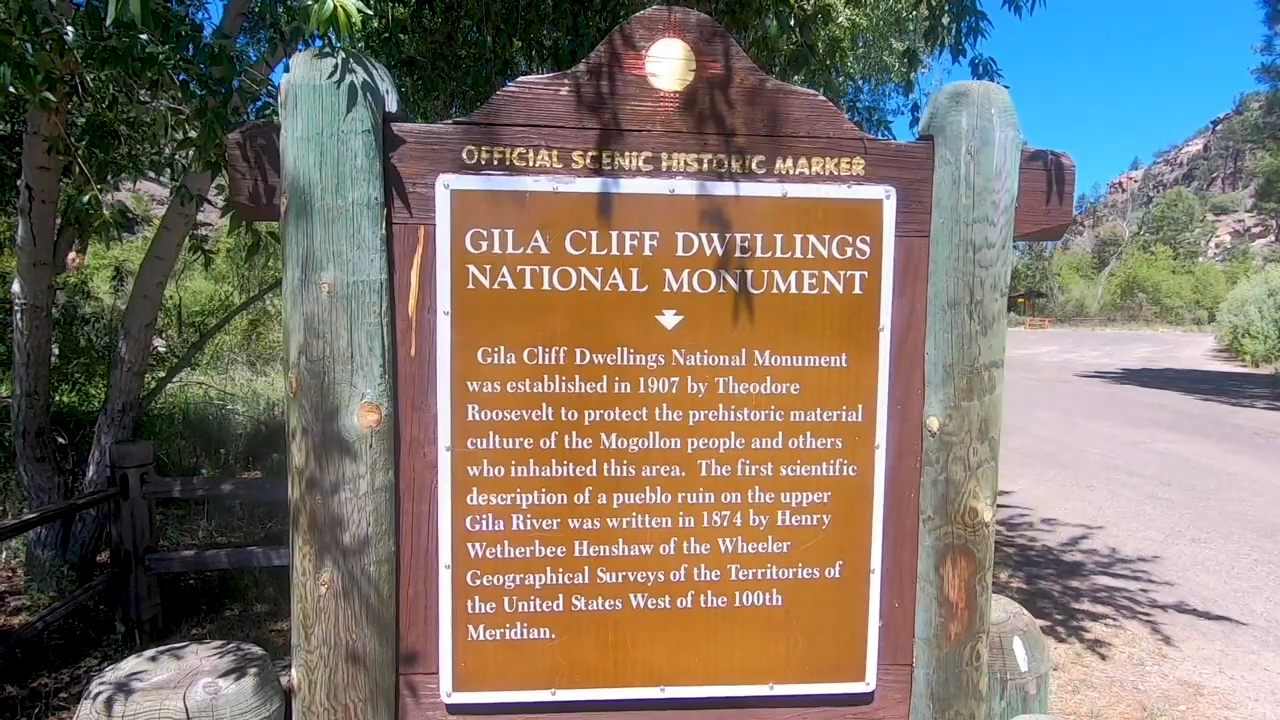 OFFICIAL SCENIC HISTORIC MARKER
GILA CLIFF DWELLINGS
NATIONAL MONUMENT
Gila Cliff Dwellings National Monument
was established in 1907 by Theodore
Roosevelt to protect the prehistoric material
culture of the Mogollon people and others
who inhabited this area. The first scientific
description of a pueblo ruin on the upper
Gila River was written in 1874 by Henry
Wetherbee Henshaw of the Wheeler
Geographical Surveys of the Territories of
the United States West of the 100th
Meridian.